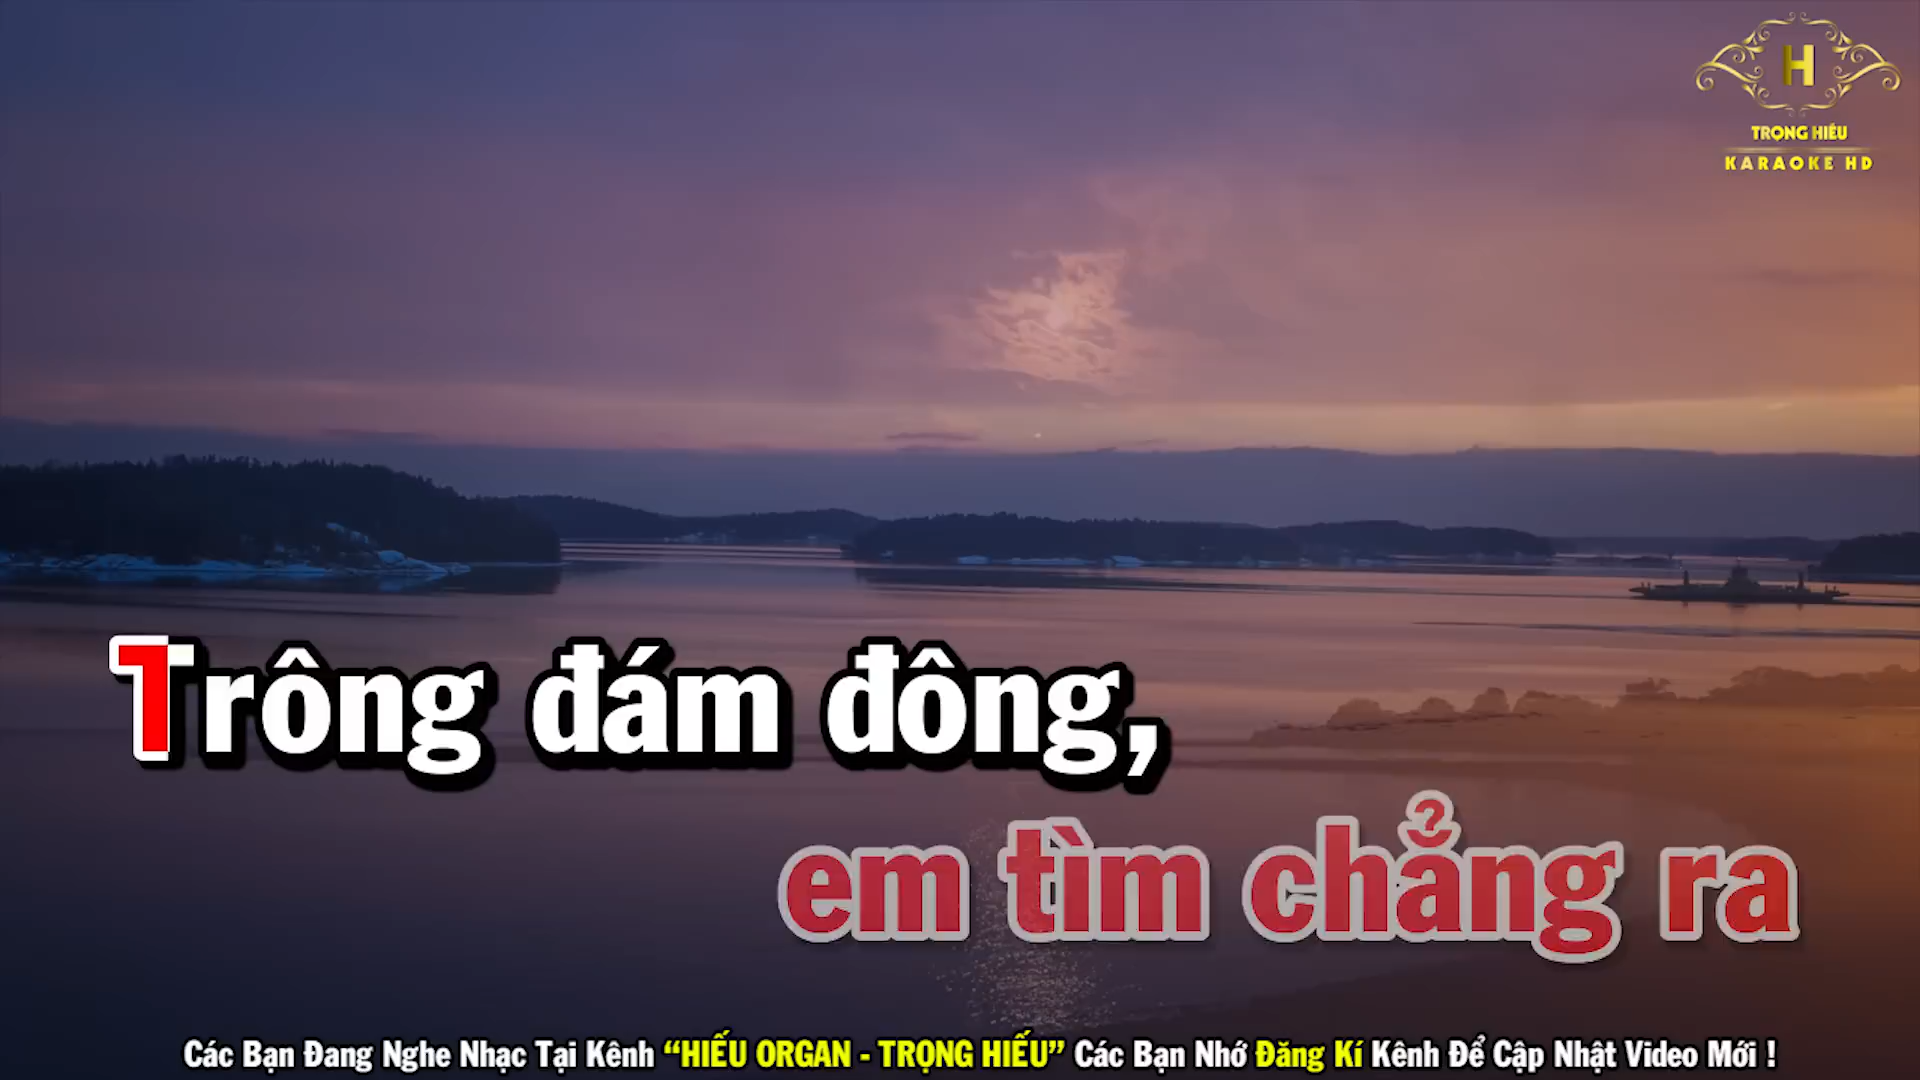 H
TRỌNG HIẾU
KARAOKE HD
Trông đám đông,
em tìm chẳng ra
Các Bạn Đang Nghe Nhạc Tại Kênh “HIẾU ORGAN - TRỌNG HIẾU” Các Bạn Nhớ Đăng Kí Kênh Để Cập Nhật Video Mới !